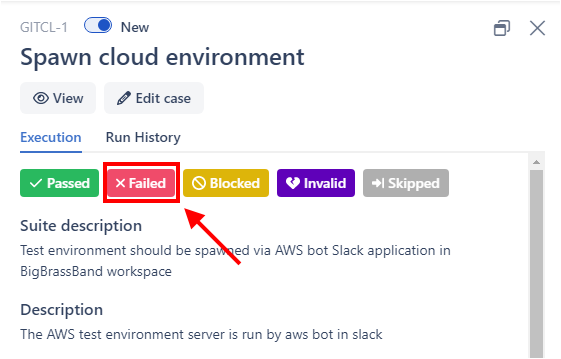 GITCL-1 New
Spawn cloud environment
View Edit case
Execution Run History
Passed Failed Blocked Invalid Skipped
Suite description
Test environment should be spawned via AWS bot Slack application in
BigBrassBand workspace
Description
The AWS test environment server is run by aws bot in slack